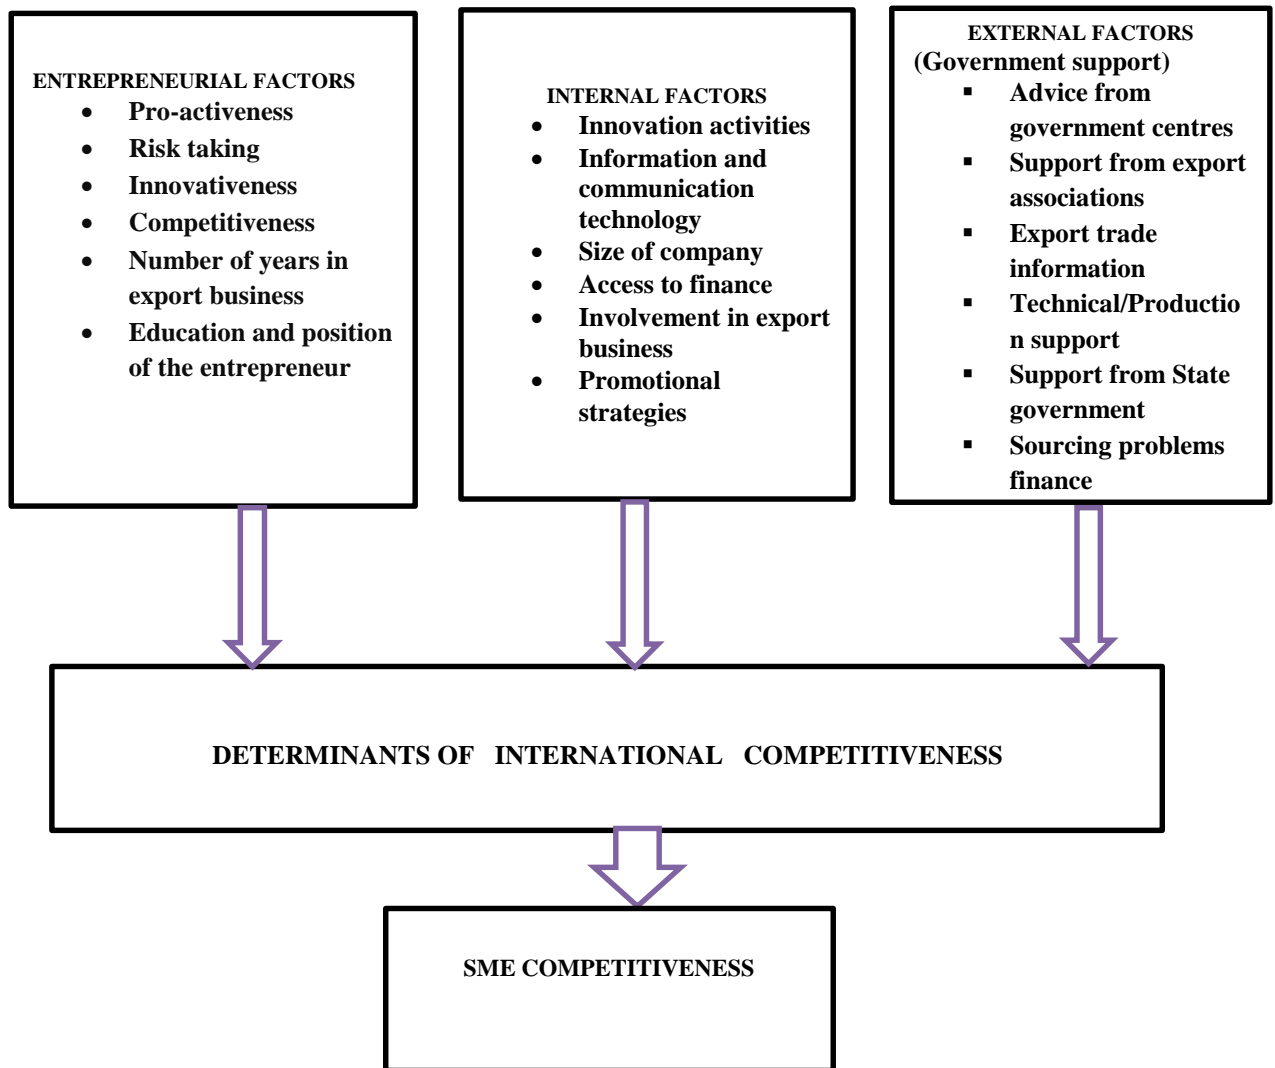 ENTREPRENEURIAL FACTORS
• Pro-activeness
• Risk taking
• Innovativeness
• Competitiveness
• Number of years in
export business
• Education and position
of the entrepreneur
INTERNAL FACTORS
• Innovation activities
• Information and
communication
technology
• Size of company
• Access to finance
• Involvement in export
business
• Promotional
strategies
EXTERNAL FACTORS
(Government support)
▪ Advice from
government centres
▪ Support from export
associations
▪ Export trade
information
▪ Technical/Productio
n support
▪ Support from State
government
▪ Sourcing problems
finance
DETERMINANTS OF INTERNATIONAL COMPETITIVENESS
SME COMPETITIVENESS